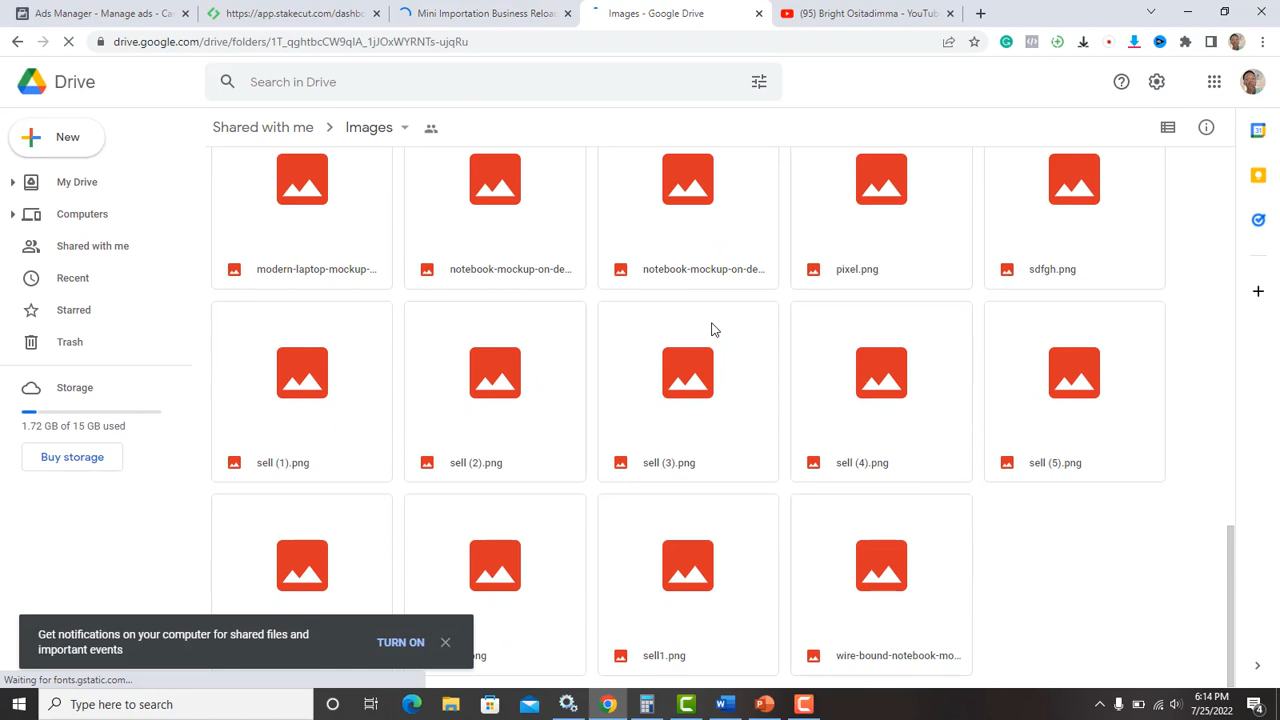 Ads Manager - Manage ads - Ca
https://app.stakecut.com/dashbo
Mini Importation Business Reloa
Images - Google Drive
(95) Bright Ositadimma - YouTu
drive.google.com/drive/folders/1T_qghtbcCW9qIA_1jJOxWYRNTs-ujqRu
Drive
Search in Drive
New
Shared with me
Images
My Drive
Computers
Shared with me
Recent
Starred
Trash
Storage
1.72 GB of 15 GB used
Buy storage
modern-laptop-mockup-...
notebook-mockup-on-de...
notebook-mockup-on-de...
pixel.png
sdfgh.png
sell (1).png
sell (2).png
sell (3).png
sell (4).png
sell (5).png
ng
sell1.png
wire-bound-notebook-mo...
Get notifications on your computer for shared files and
important events
TURN ON
Waiting for fonts.gstatic.com...
Type here to search
6:14 PM
7/25/2022
4
31